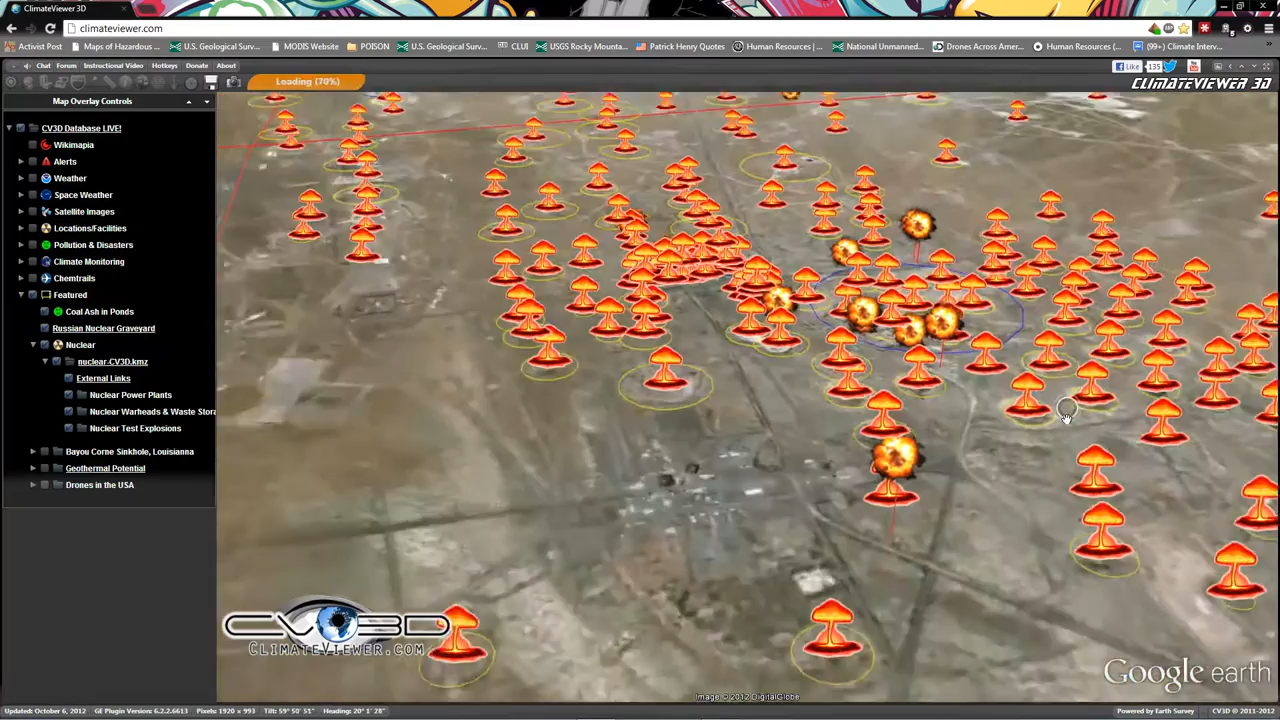 ClimateViewer 3D
climateviewer.com
Activist Post
Maps of Hazardous ...
U.S. Geological Surv...
MODIS Website
POISON
U.S. Geological Surv...
CLUI
USGS Rocky Mounta...
Patrick Henry Quotes
Human Resources | ...
National Unmanned...
Drones Across Amer...
Human Resources (...
(99+) Climate Interv...
Chat Forum Instructional Video Hotkeys Donate About
Like 135
Loading (70%)
CLIMATEVIEWER 3D
Map Overlay Controls
CV3D Database LIVE!
Wikimapia
Alerts
Weather
Space Weather
Satellite Images
Locations/Facilities
Pollution & Disasters
Climate Monitoring
Chemtrails
Featured
Coal Ash in Ponds
Russian Nuclear Graveyard
Nuclear
nuclear-CV3D.kmz
External Links
Nuclear Power Plants
Nuclear Warheads & Waste Stora
Nuclear Test Explosions
Bayou Corne Sinkhole, Louisianna
Geothermal Potential
Drones in the USA
CV3D
CLIMATEVIEWER.COM
Image © 2012 DigitalGlobe
Google earth
Updated: October 6, 2012 GE Plugin Version: 6.2.2.6613 Pixels: 1920 x 993 Tilt: 59° 50' 51" Heading: 20° 1' 28"
Powered by Earth Survey CV3D © 2011-2012